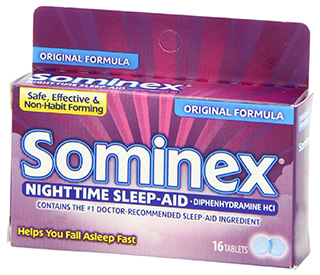 ORIGINAL FORMULA
Safe, Effective &
Non-Habit Forming
ORIGINAL FORMULA
Sominex®
NIGHTTIME SLEEP-AID • DIPHENHYDRAMINE HCl
CONTAINS THE #1 DOCTOR-RECOMMENDED SLEEP-AID INGREDIENT
Helps You Fall Asleep Fast
16 TABLETS